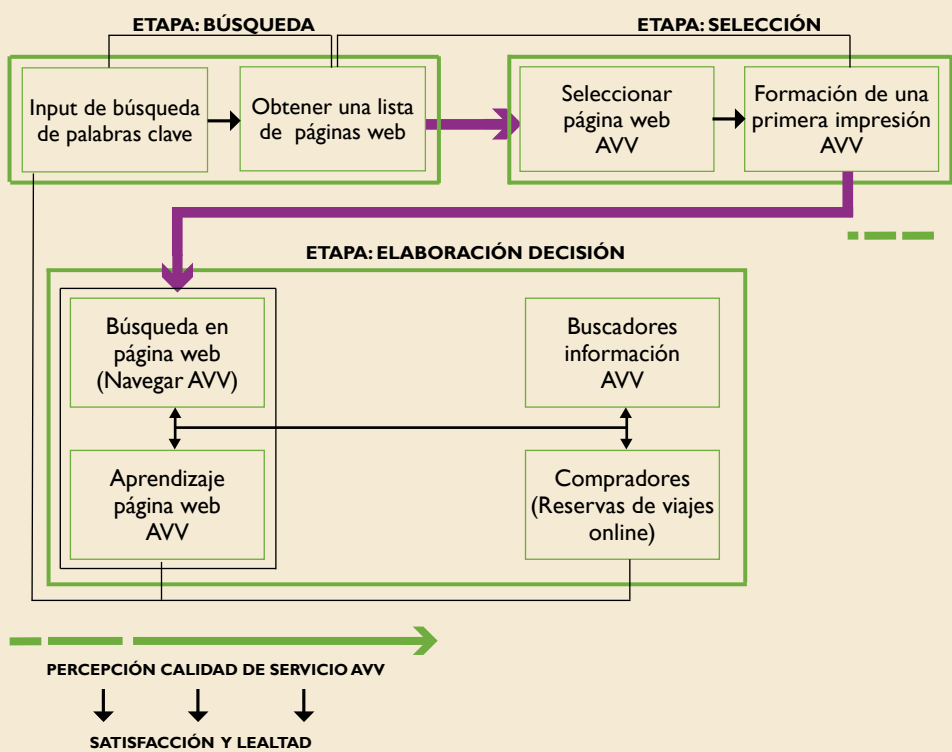 ETAPA: BÚSQUEDA
ETAPA: SELECCIÓN
Input de búsqueda
de palabras clave
Obtener una lista
de páginas web
Seleccionar
página web
AVV
Formación de una
primera impresión
AVV
ETAPA: ELABORACIÓN DECISIÓN
Búsqueda en
página web
(Navegar AVV)
Buscadores
información
AVV
Aprendizaje
página web
AVV
Compradores
(Reservas de viajes
online)
PERCEPCIÓN CALIDAD DE SERVICIO AVV
SATISFACCIÓN Y LEALTAD